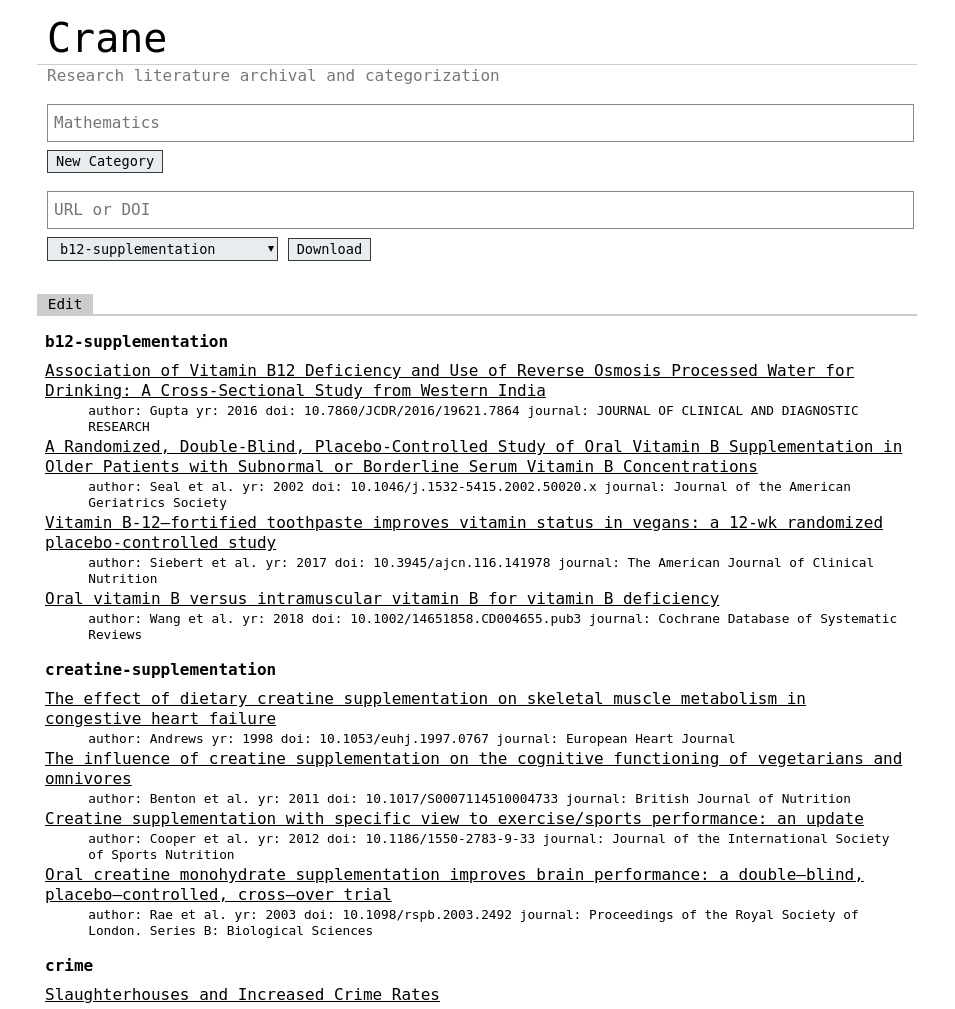 Crane
Research literature archival and categorization
Mathematics
New Category
URL or DOI
b12-supplementation ▼ Download
Edit
b12-supplementation
Association of Vitamin B12 Deficiency and Use of Reverse Osmosis Processed Water for
Drinking: A Cross-Sectional Study from Western India
author: Gupta yr: 2016 doi: 10.7860/JCDR/2016/19621.7864 journal: JOURNAL OF CLINICAL AND DIAGNOSTIC
RESEARCH
A Randomized, Double-Blind, Placebo-Controlled Study of Oral Vitamin B Supplementation in
Older Patients with Subnormal or Borderline Serum Vitamin B Concentrations
author: Seal et al. yr: 2002 doi: 10.1046/j.1532-5415.2002.50020.x journal: Journal of the American
Geriatrics Society
Vitamin B-12–fortified toothpaste improves vitamin status in vegans: a 12-wk randomized
placebo-controlled study
author: Siebert et al. yr: 2017 doi: 10.3945/ajcn.116.141978 journal: The American Journal of Clinical
Nutrition
Oral vitamin B versus intramuscular vitamin B for vitamin B deficiency
author: Wang et al. yr: 2018 doi: 10.1002/14651858.CD004655.pub3 journal: Cochrane Database of Systematic
Reviews
creatine-supplementation
The effect of dietary creatine supplementation on skeletal muscle metabolism in
congestive heart failure
author: Andrews yr: 1998 doi: 10.1053/euhj.1997.0767 journal: European Heart Journal
The influence of creatine supplementation on the cognitive functioning of vegetarians and
omnivores
author: Benton et al. yr: 2011 doi: 10.1017/S0007114510004733 journal: British Journal of Nutrition
Creatine supplementation with specific view to exercise/sports performance: an update
author: Cooper et al. yr: 2012 doi: 10.1186/1550-2783-9-33 journal: Journal of the International Society
of Sports Nutrition
Oral creatine monohydrate supplementation improves brain performance: a double–blind,
placebo–controlled, cross–over trial
author: Rae et al. yr: 2003 doi: 10.1098/rspb.2003.2492 journal: Proceedings of the Royal Society of
London. Series B: Biological Sciences
crime
Slaughterhouses and Increased Crime Rates